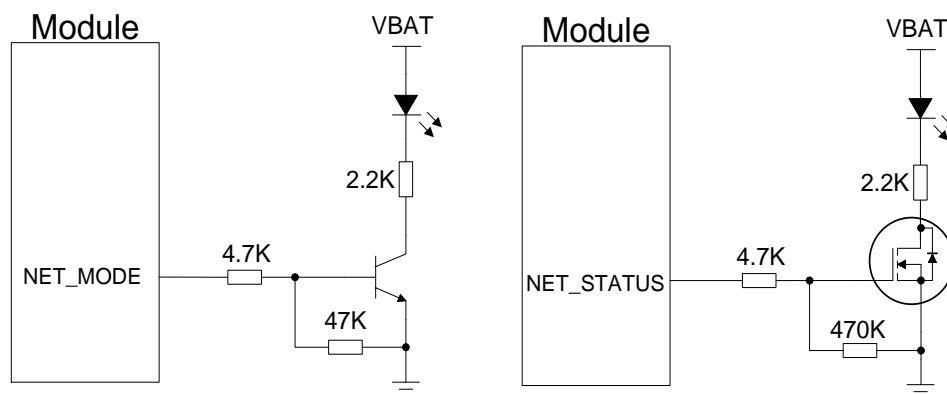 Module
VBAT
2.2K
4.7K
NET_MODE
47K
Module
VBAT
2.2K
4.7K
NET_STATUS
470K